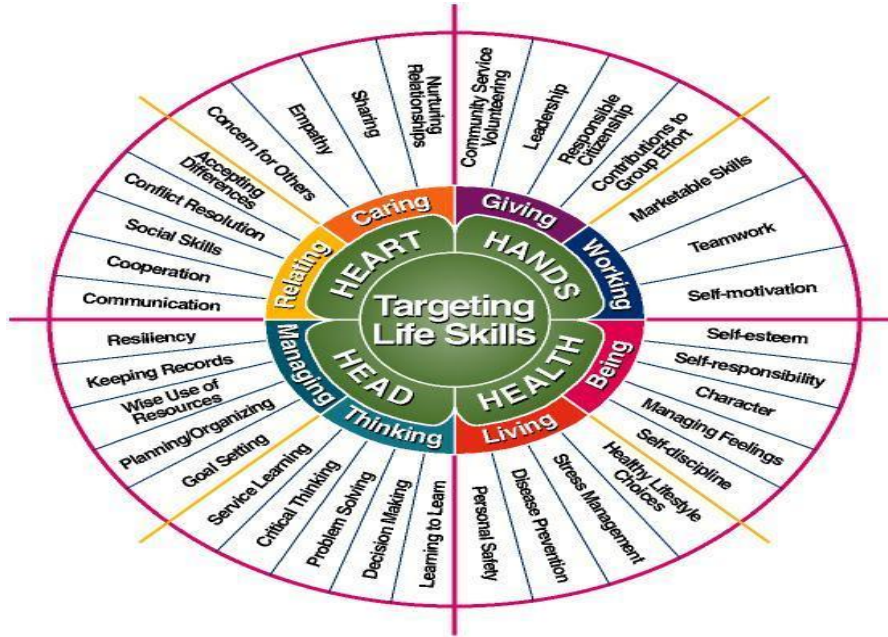 Targeting
Life Skills
HEART
Relating
Communication
Cooperation
Social Skills
Conflict Resolution
Accepting
Differences
Caring
Concern for Others
Empathy
Sharing
Nurturing
Relationships
HANDS
Giving
Community Service
Volunteering
Leadership
Responsible
Citizenship
Contributions to
Group Effort
Working
Marketable Skills
Teamwork
Self-motivation
HEALTH
Being
Self-esteem
Self-responsibility
Character
Managing Feelings
Self-discipline
Living
Healthy Lifestyle
Choices
Stress Management
Disease Prevention
Personal Safety
HEAD
Thinking
Learning to Learn
Decision Making
Problem Solving
Critical Thinking
Service Learning
Managing
Goal Setting
Planning/Organizing
Wise Use of
Resources
Keeping Records
Resiliency